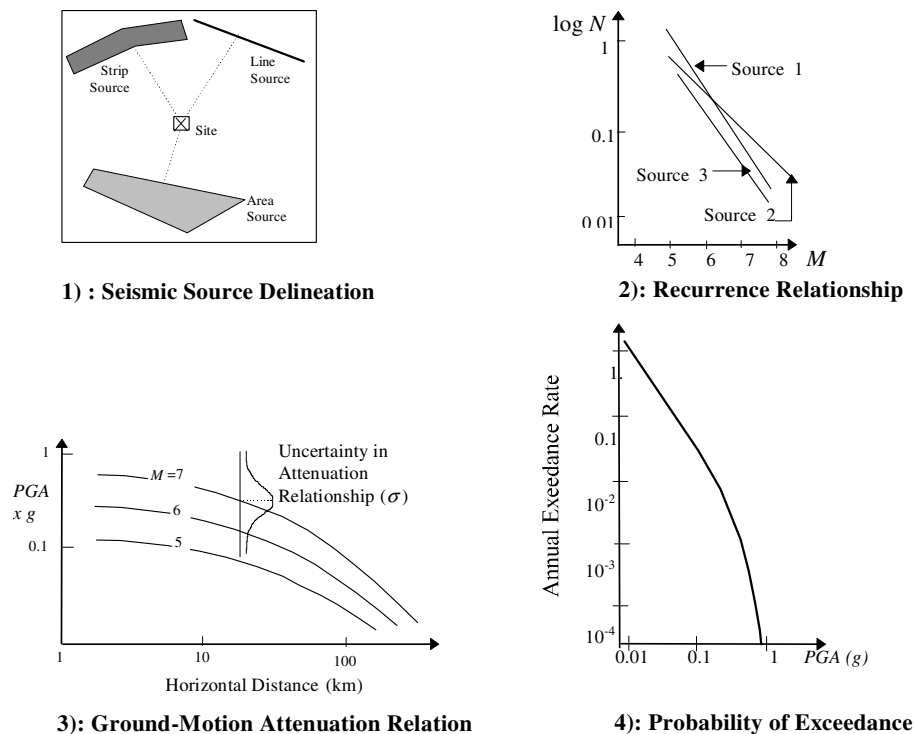 Strip
Source
Line
Source
Site
Area
Source
1) : Seismic Source Delineation
log N
1
0.1
0.01
Source 1
Source 3
Source 2
4 5 6 7 8 M
2): Recurrence Relationship
1
PGA
x g
0.1
M=7
6
5
Uncertainty in
Attenuation
Relationship (σ)
1 10 100
Horizontal Distance (km)
3): Ground-Motion Attenuation Relation
Annual Exeedance Rate
1.
0.1
10-2
10-3
10-4
0.01 0.1 1 PGA (g)
4): Probability of Exceedance